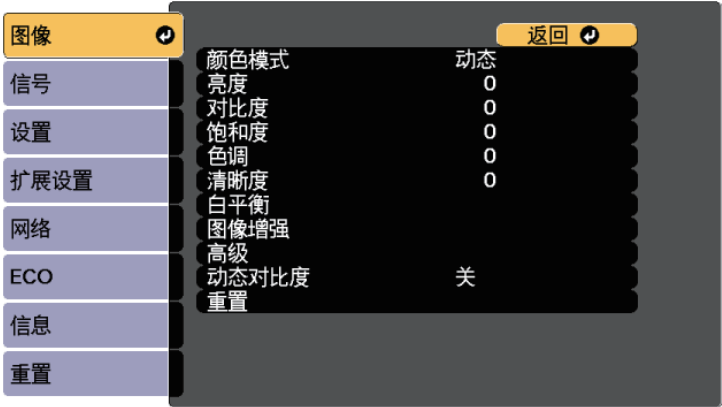 图像
信号
设置
扩展设置
网络
ECO
信息
重置
返回
颜色模式 动态
亮度 0
对比度 0
饱和度 0
色调 0
清晰度 0
白平衡
图像增强
高级
动态对比度 关
重置